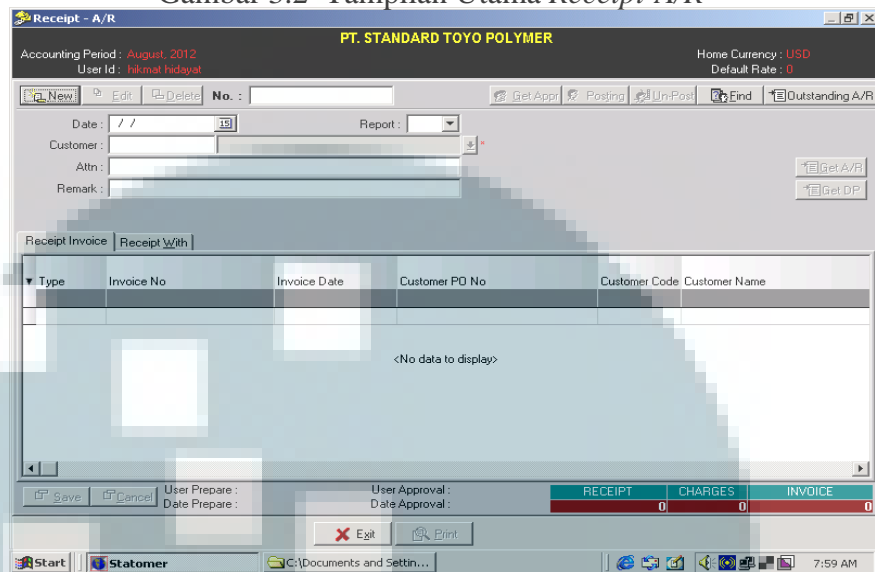 Gambar 3.2 Tampilan Utama Receipt A/R
Receipt - A/R
PT. STANDARD TOYO POLYMER
Accounting Period : August, 2012
Home Currency : USD
User Id : hikmat hidayat
Default Rate : 0
New Edit Delete No. : Get Appr Posting Un-Post Find Outstanding A/R
Date : / / 15 Report :
Customer : *
Attn : Get A/R
Remark : Get DP
Receipt Invoice Receipt With
Type Invoice No Invoice Date Customer PO No Customer Code Customer Name
<No data to display>
Save Cancel User Prepare : User Approval : RECEIPT CHARGES INVOICE
Date Prepare : Date Approval : 0 0 0
Exit Print
Start Statomer C:\Documents and Settin... 7:59 AM